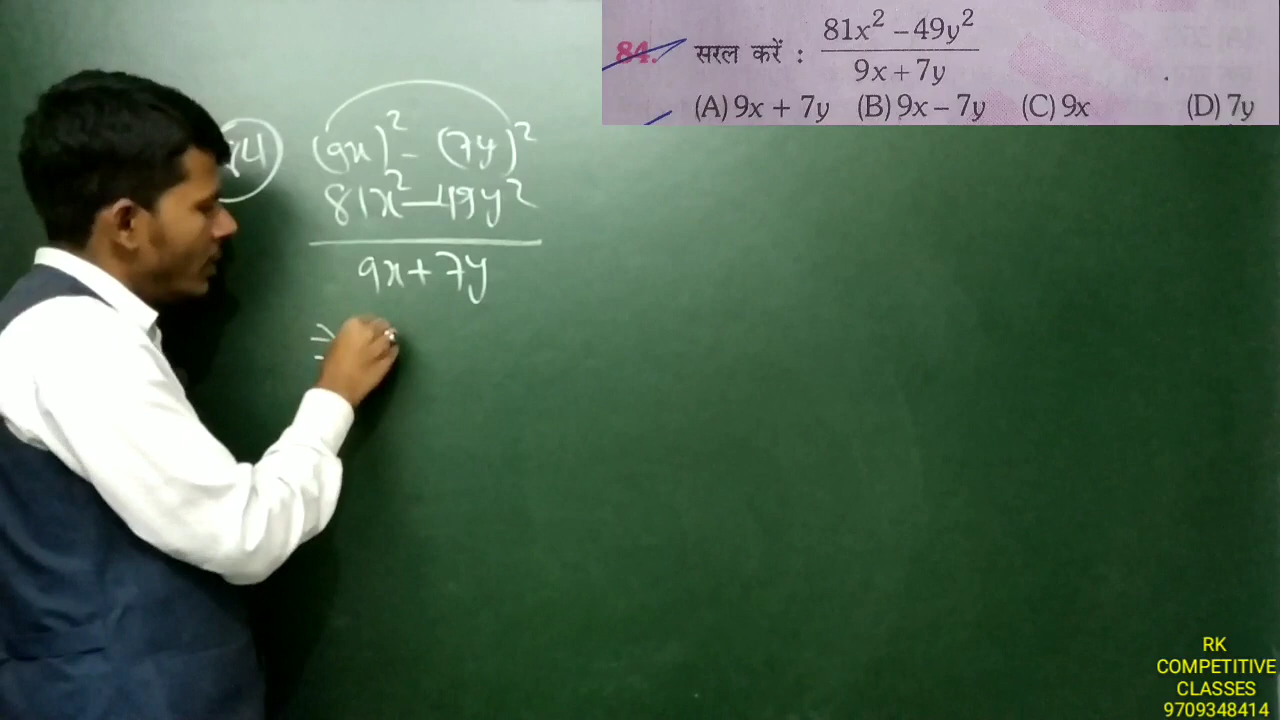 84. सरल करें : 81x² – 49y² / 9x + 7y
(A) 9x + 7y (B) 9x – 7y (C) 9x (D) 7y
(9x)² – (7y)²
81x² – 49y²
9x + 7y
⇒
RK
COMPETITIVE
CLASSES
9709348414